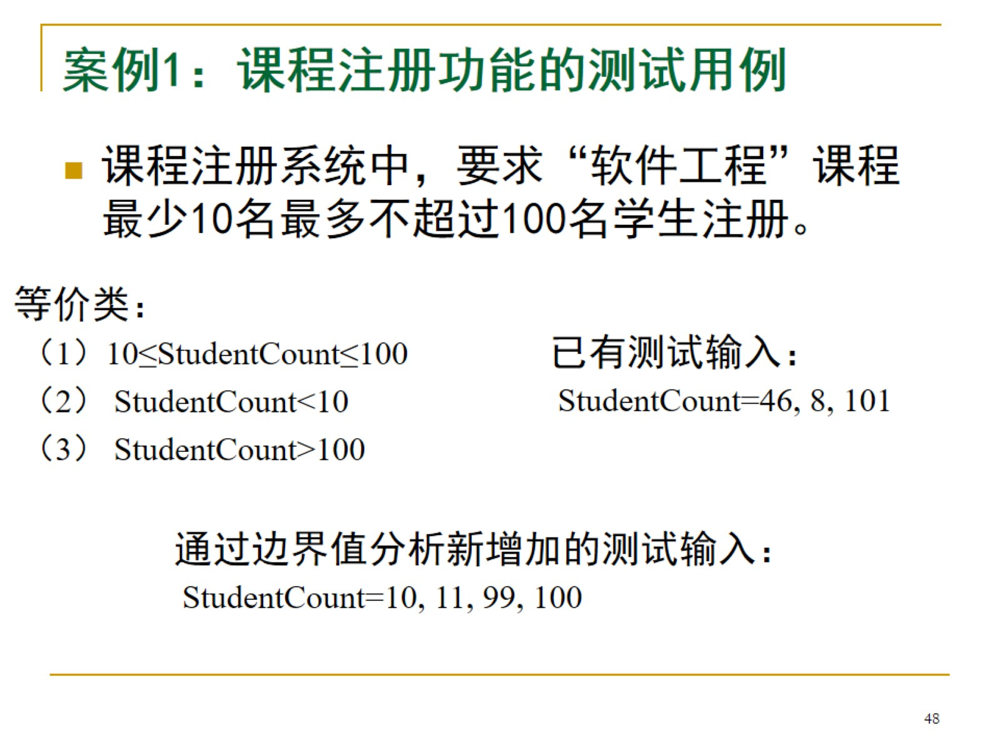 案例1：课程注册功能的测试用例
课程注册系统中，要求“软件工程”课程
最少10名最多不超过100名学生注册。
等价类：
（1）10≤StudentCount≤100
（2） StudentCount<10
（3） StudentCount>100
已有测试输入：
StudentCount=46, 8, 101
通过边界值分析新增加的测试输入：
StudentCount=10, 11, 99, 100
48